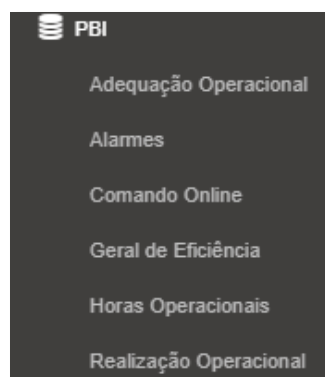 PBI
Adequação Operacional
Alarmes
Comando Online
Geral de Eficiência
Horas Operacionais
Realização Operacional